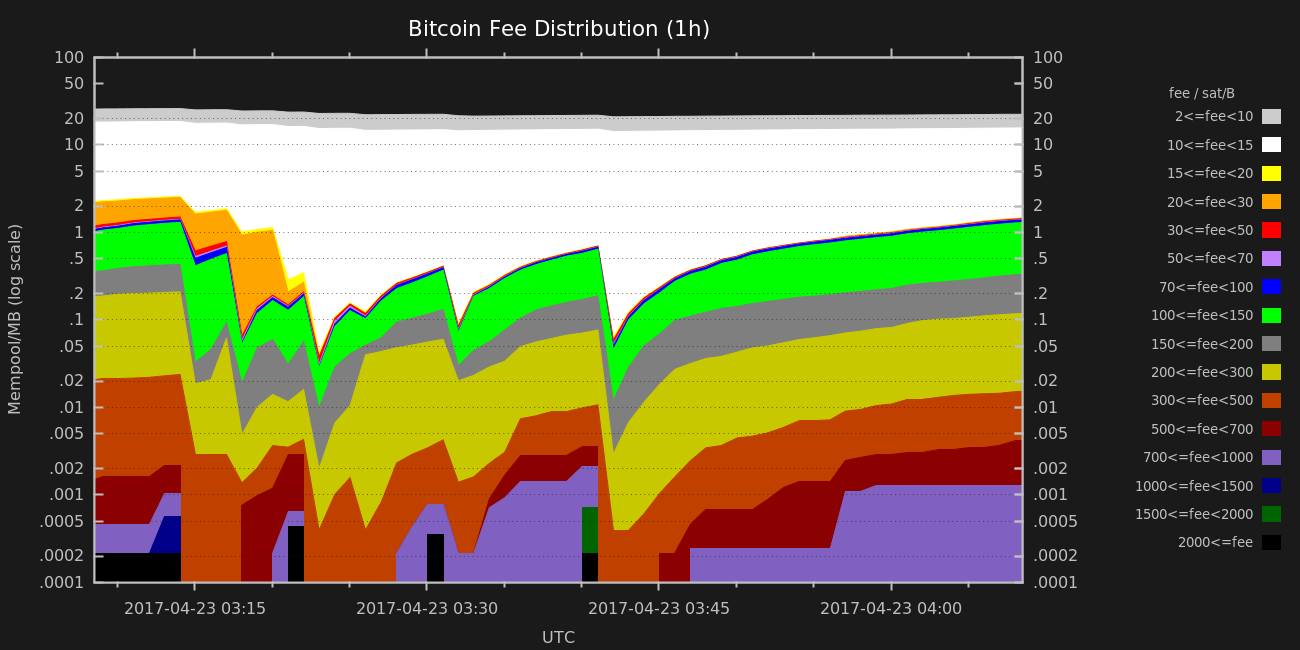 Bitcoin Fee Distribution (1h)
Mempool/MB (log scale)
100
50
20
10
5
2
1
.5
.2
.1
.05
.02
.01
.005
.002
.001
.0005
.0002
.0001
100
50
20
10
5
2
1
.5
.2
.1
.05
.02
.01
.005
.002
.001
.0005
.0002
.0001
fee / sat/B
2<=fee<10
10<=fee<15
15<=fee<20
20<=fee<30
30<=fee<50
50<=fee<70
70<=fee<100
100<=fee<150
150<=fee<200
200<=fee<300
300<=fee<500
500<=fee<700
700<=fee<1000
1000<=fee<1500
1500<=fee<2000
2000<=fee
2017-04-23 03:15 2017-04-23 03:30 2017-04-23 03:45 2017-04-23 04:00
UTC